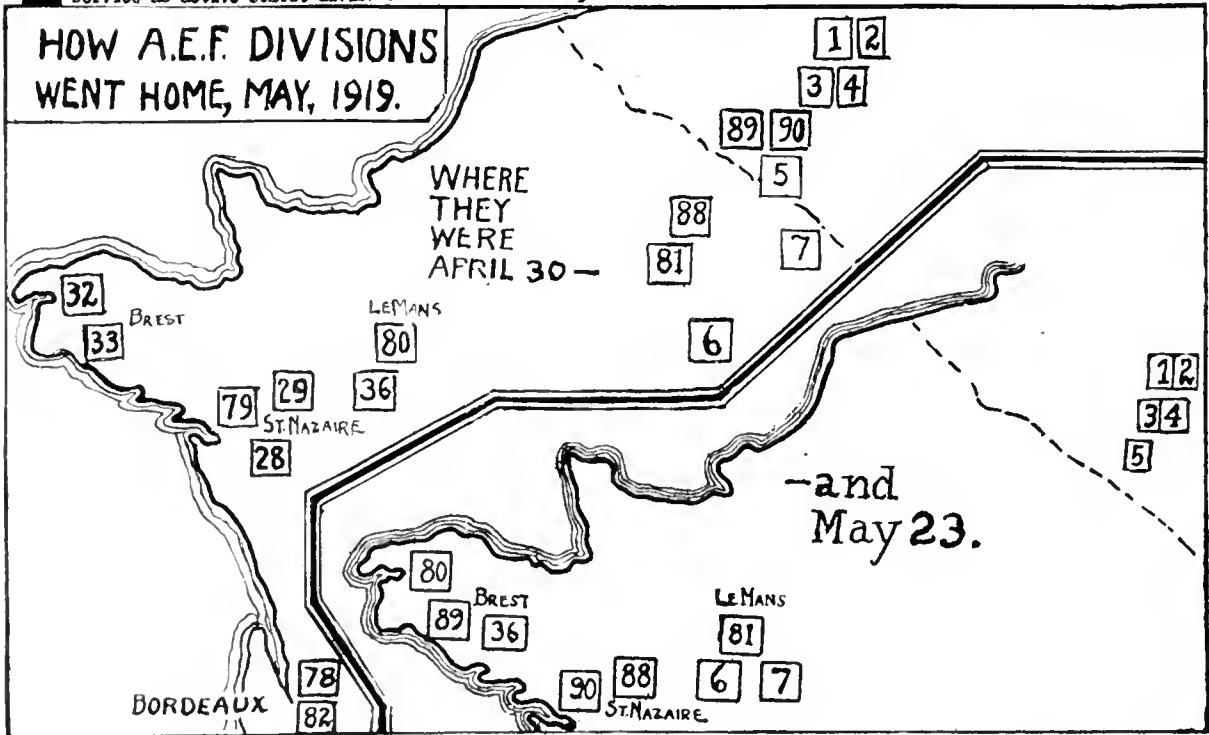 HOW A.E.F. DIVISIONS
WENT HOME, MAY, 1919.
1 2
3 4
89 90
5
WHERE
THEY
WERE
APRIL 30 —
88
81
7
32
BREST
33
LEMANS
80
6
79
29
36
ST. NAZAIRE
28
78
BORDEAUX
82
1 2
3 4
5
—and
May 23.
80
89
BREST
36
LEMANS
81
90
88
6
7
ST. NAZAIRE